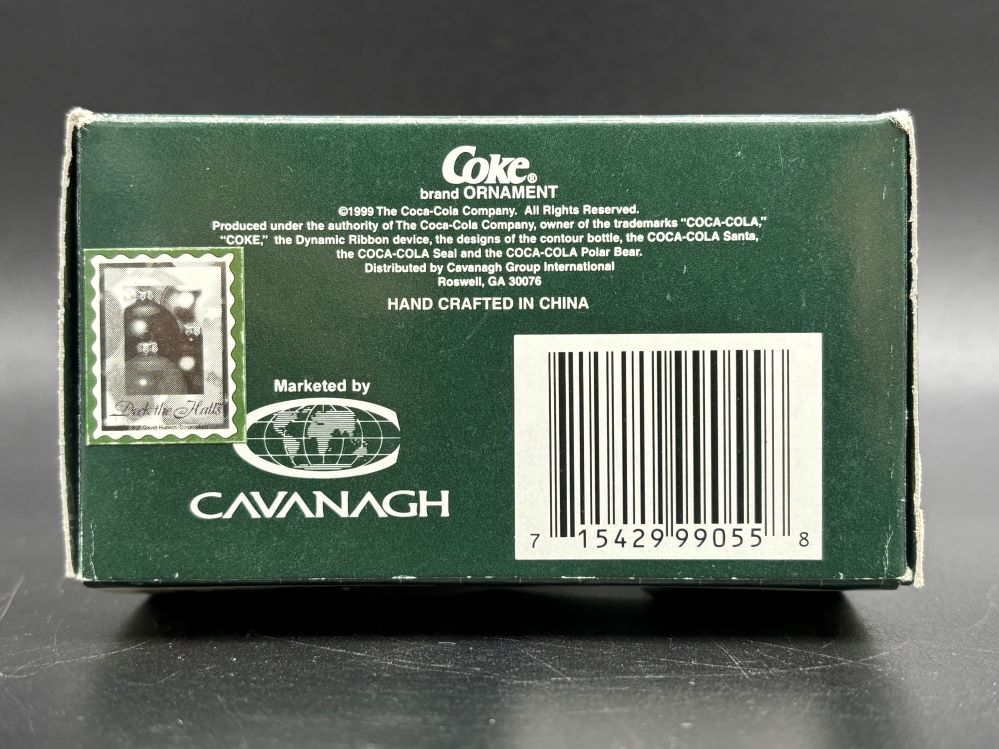 Coke®
brand ORNAMENT
©1999 The Coca-Cola Company. All Rights Reserved.
Produced under the authority of The Coca-Cola Company, owner of the trademarks "COCA-COLA,"
"COKE," the Dynamic Ribbon device, the designs of the contour bottle, the COCA-COLA Santa,
the COCA-COLA Seal and the COCA-COLA Polar Bear.
Distributed by Cavanagh Group International
Roswell, GA 30076
HAND CRAFTED IN CHINA
Deck the Halls
Marketed by
CAVANAGH
7 15429 99055 8